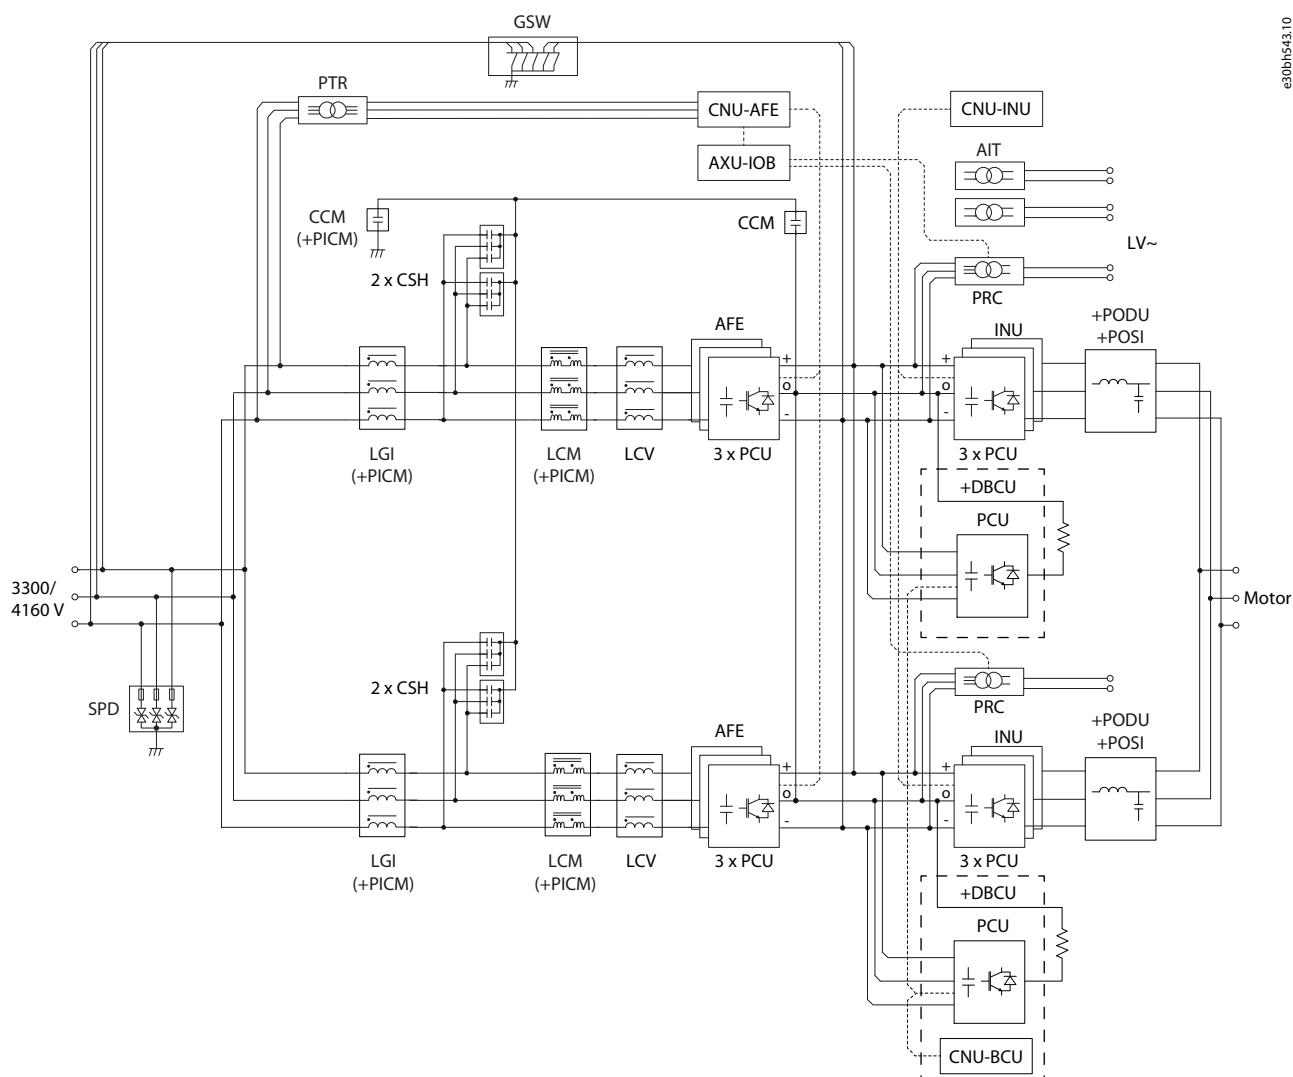 GSW
e30bh543.10
PTR
CNU-AFE
CNU-INU
AXU-IOB
AIT
CCM
(+PICM)
CCM
LV~
2 x CSH
PRC
+PODU
+POSI
AFE
INU
+
o
-
+
o
-
LGI
(+PICM)
LCM
(+PICM)
LCV
3 x PCU
3 x PCU
+DBCU
PCU
3300/
4160 V
Motor
2 x CSH
SPD
PRC
+PODU
+POSI
AFE
INU
+
o
-
+
o
-
LGI
(+PICM)
LCM
(+PICM)
LCV
3 x PCU
3 x PCU
+DBCU
PCU
CNU-BCU